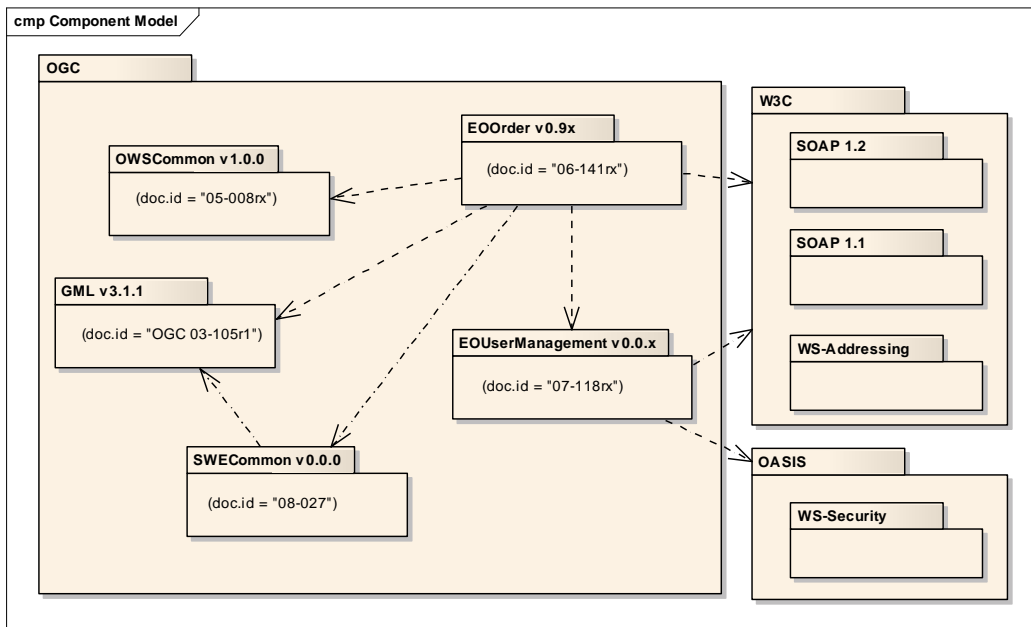 cmp Component Model
OGC
W3C
EOOrder v0.9x
(doc.id = "06-141rx")
SOAP 1.2
OWSCommon v1.0.0
(doc.id = "05-008rx")
SOAP 1.1
GML v3.1.1
(doc.id = "OGC 03-105r1")
EOUserManagement v0.0.x
(doc.id = "07-118rx")
WS-Addressing
SWECommon v0.0.0
(doc.id = "08-027")
OASIS
WS-Security